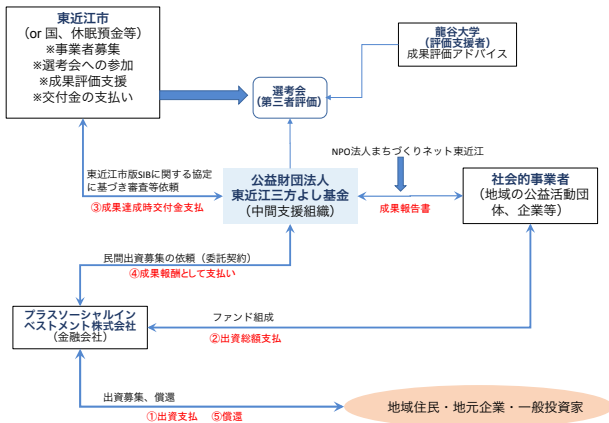 東近江市
（or 国、休眠預金等）
※事業者募集
※選考会への参加
※成果評価支援
※交付金の支払い
龍谷大学
（評価支援者）
成果評価アドバイス
選考会
（第三者評価）
NPO法人まちづくりネット東近江
東近江市版SIBに関する協定
に基づき審査等依頼
③成果達成時交付金支払
公益財団法人
東近江三方よし基金
（中間支援組織）
成果報告書
社会的事業者
（地域の公益活動団
体、企業等）
民間出資募集の依頼（委託契約）
④成果報酬として支払い
プラスソーシャルイン
ベストメント株式会社
（金融会社）
ファンド組成
②出資総額支払
出資募集、償還
①出資支払　⑤償還
地域住民・地元企業・一般投資家